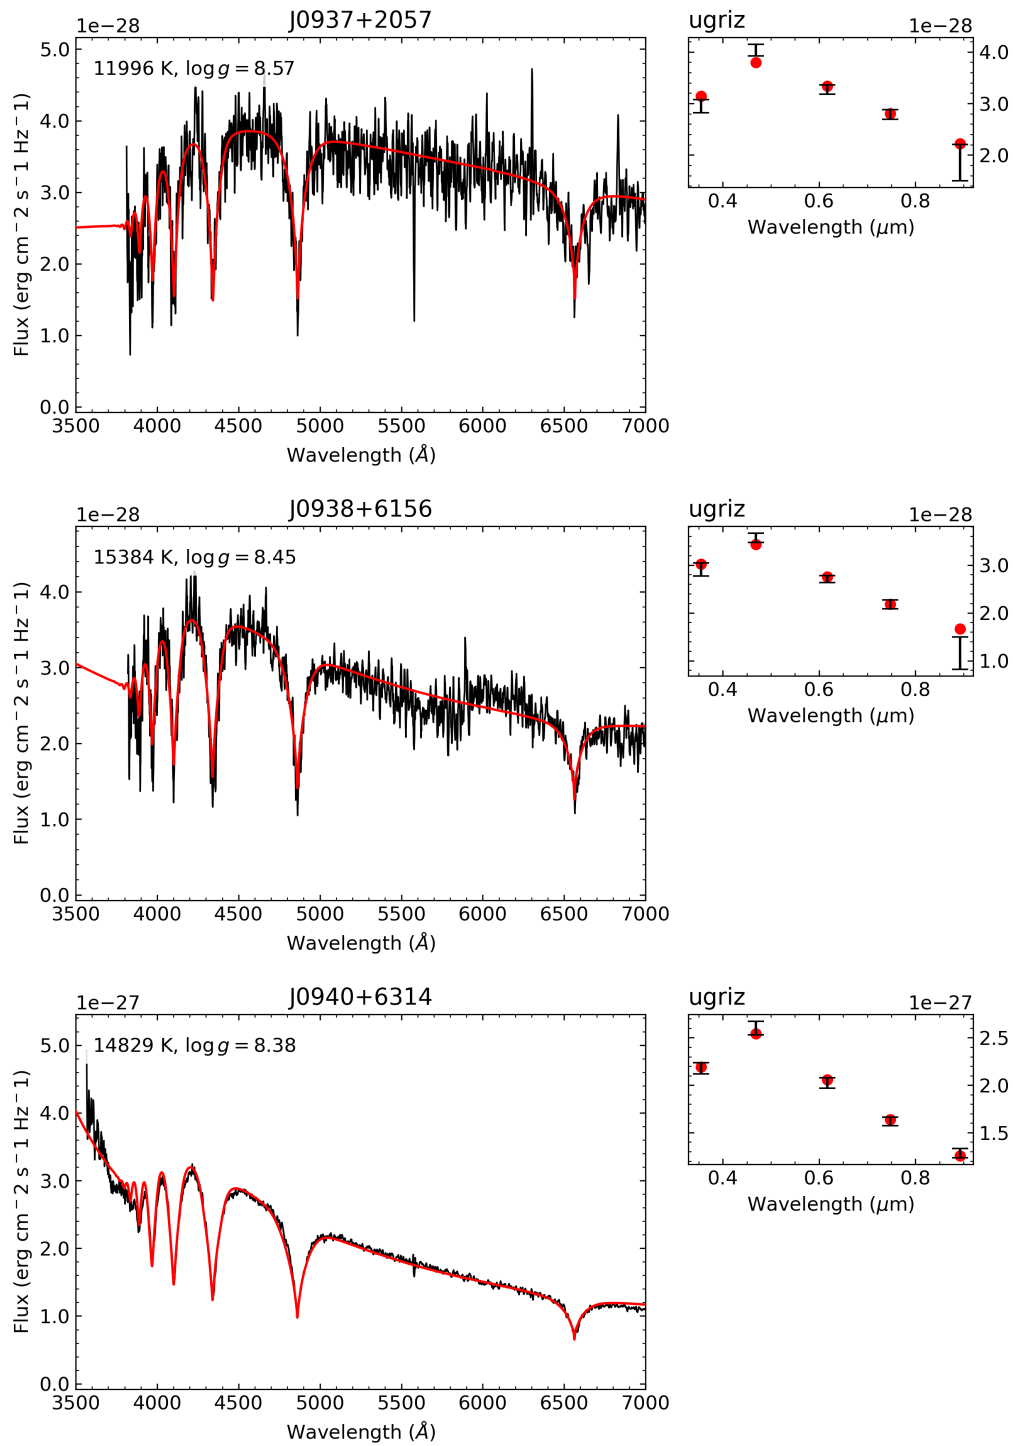 J0937+2057
1e−28
11996 K, log g = 8.57
5.0
4.0
3.0
2.0
1.0
0.0
Flux (erg cm−2 s−1 Hz−1)
3500 4000 4500 5000 5500 6000 6500 7000
Wavelength (Å)
ugriz
1e−28
4.0
3.0
2.0
0.4 0.6 0.8
Wavelength (μm)
J0938+6156
1e−28
15384 K, log g = 8.45
4.0
3.0
2.0
1.0
0.0
Flux (erg cm−2 s−1 Hz−1)
3500 4000 4500 5000 5500 6000 6500 7000
Wavelength (Å)
ugriz
1e−28
3.0
2.0
1.0
0.4 0.6 0.8
Wavelength (μm)
J0940+6314
1e−27
14829 K, log g = 8.38
5.0
4.0
3.0
2.0
1.0
0.0
Flux (erg cm−2 s−1 Hz−1)
3500 4000 4500 5000 5500 6000 6500 7000
Wavelength (Å)
ugriz
1e−27
2.5
2.0
1.5
0.4 0.6 0.8
Wavelength (μm)